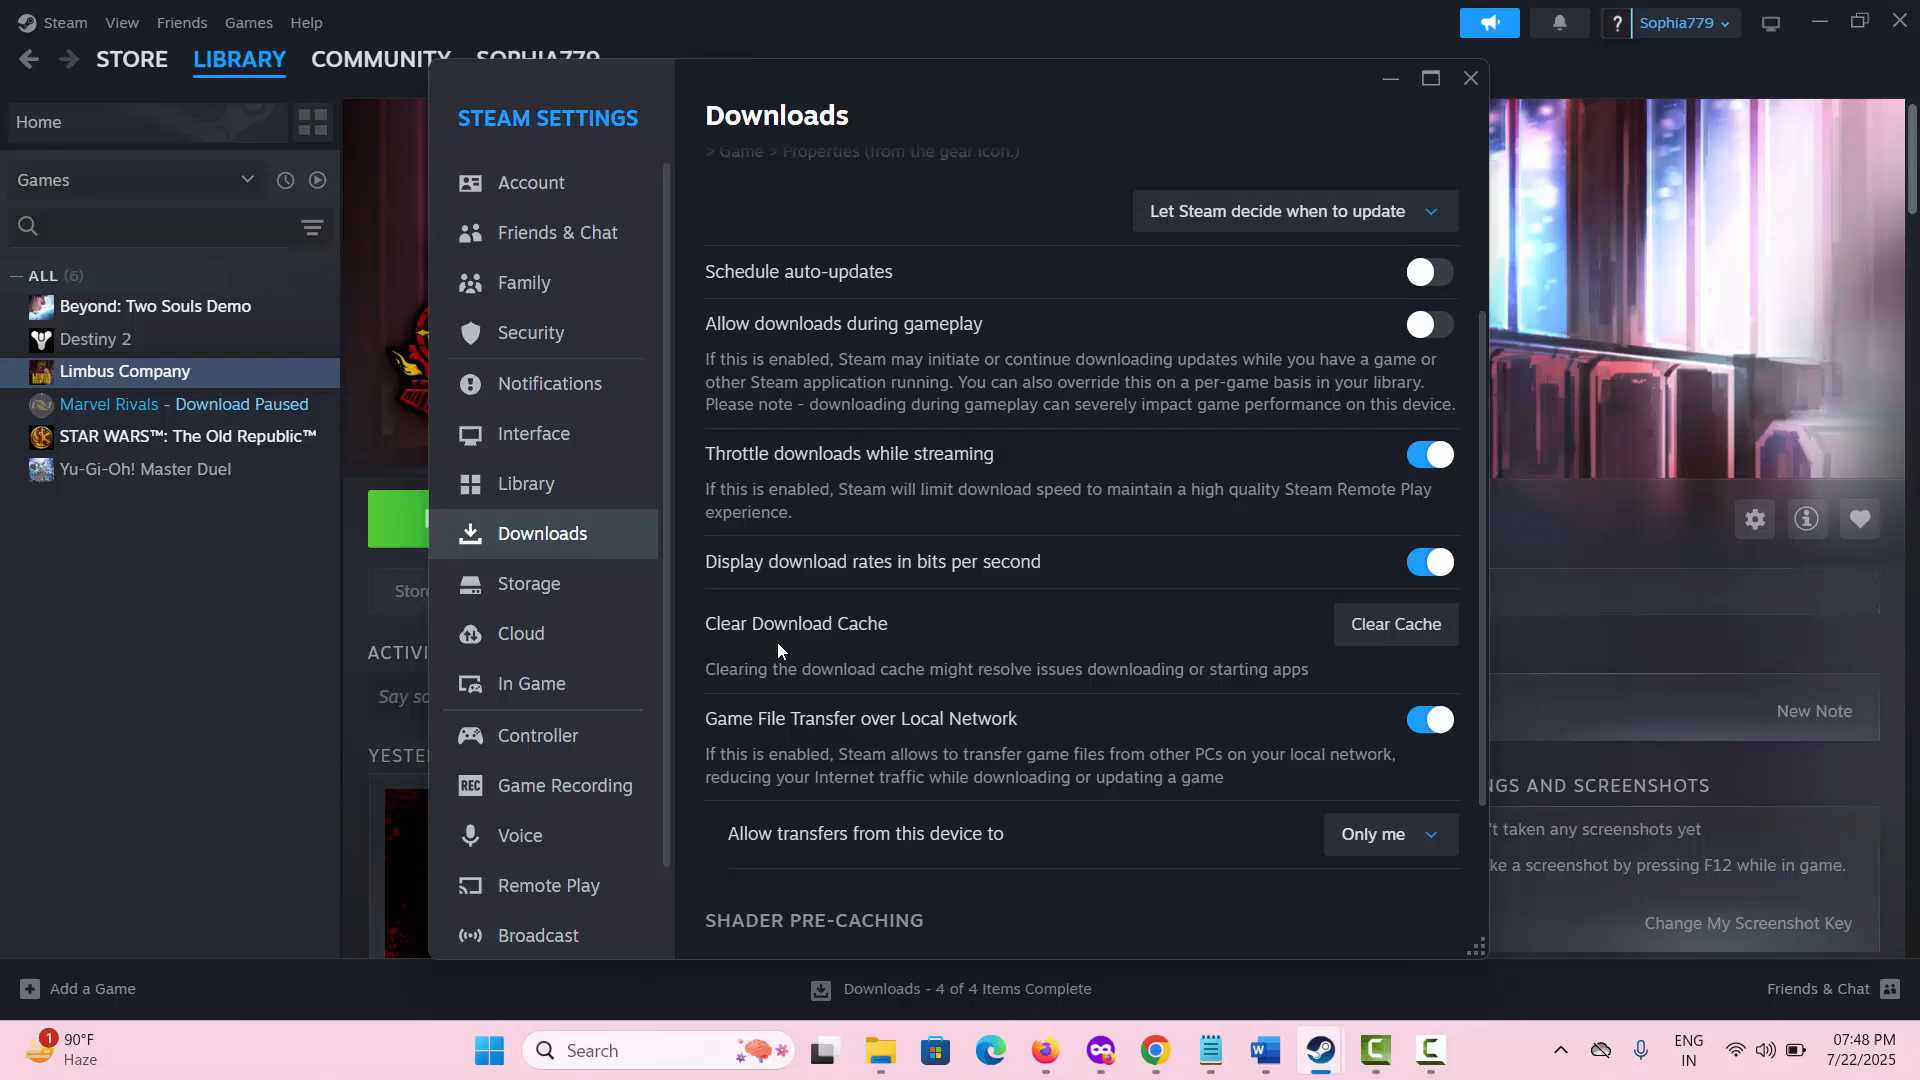 Steam View Friends Games Help
? Sophia779
STORE LIBRARY COMMUNITY SOPHIA779
Home
Games
— ALL (6)
Beyond: Two Souls Demo
Destiny 2
Limbus Company
Marvel Rivals - Download Paused
STAR WARS™: The Old Republic™
Yu-Gi-Oh! Master Duel
STEAM SETTINGS
Account
Friends & Chat
Family
Security
Notifications
Interface
Library
Downloads
Storage
Cloud
In Game
Controller
REC Game Recording
Voice
Remote Play
Broadcast
Downloads
> Game > Properties (from the gear icon.)
Let Steam decide when to update
Schedule auto-updates
Allow downloads during gameplay
If this is enabled, Steam may initiate or continue downloading updates while you have a game or
other Steam application running. You can also override this on a per-game basis in your library.
Please note - downloading during gameplay can severely impact game performance on this device.
Throttle downloads while streaming
If this is enabled, Steam will limit download speed to maintain a high quality Steam Remote Play
experience.
Display download rates in bits per second
Clear Download Cache
Clear Cache
Clearing the download cache might resolve issues downloading or starting apps
Game File Transfer over Local Network
If this is enabled, Steam allows to transfer game files from other PCs on your local network,
reducing your Internet traffic while downloading or updating a game
Allow transfers from this device to
Only me
SHADER PRE-CACHING
Stor
ACTIVI
Say so
YESTE
New Note
NGS AND SCREENSHOTS
't taken any screenshots yet
ke a screenshot by pressing F12 while in game.
Change My Screenshot Key
Add a Game
Downloads - 4 of 4 Items Complete
Friends & Chat
1
90°F
Haze
Search
ENG
IN
07:48 PM
7/22/2025